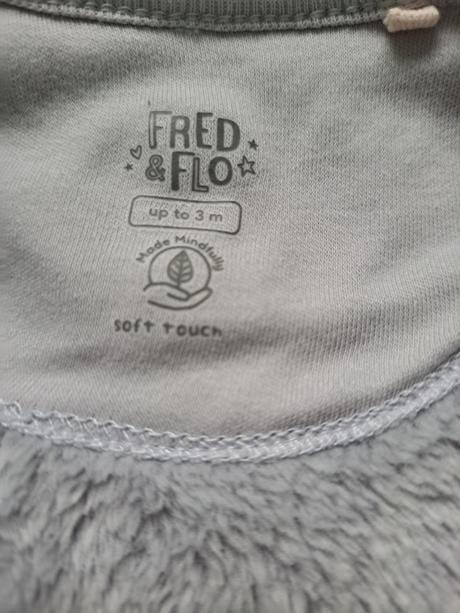 FRED
&FLO
up to 3 m
Made Mindfully
soft touch